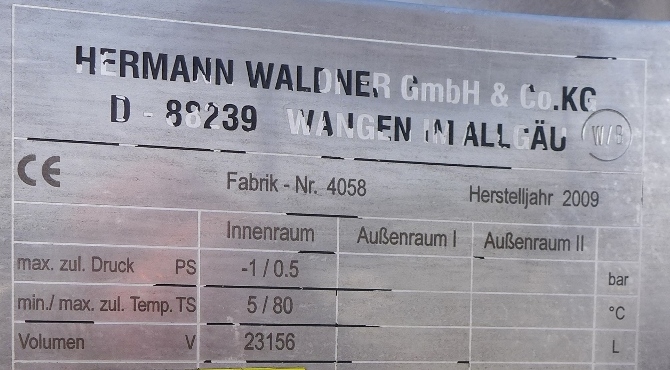 HERMANN WALDNER GmbH & Co.KG
D - 88239 WANGEN IM ALLGÄU W/G
CE Fabrik - Nr. 4058 Herstelljahr 2009
Innenraum Außenraum I Außenraum II
max. zul. Druck PS -1 / 0.5 bar
min./ max. zul. Temp. TS 5 / 80 °C
Volumen V 23156 L